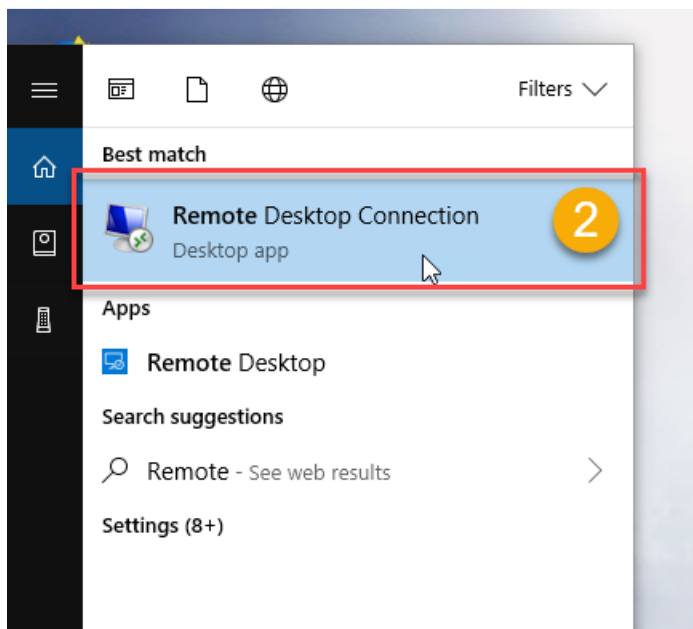 Filters
Best match
Remote Desktop Connection
2
Desktop app
Apps
Remote Desktop
Search suggestions
Remote - See web results
Settings (8+)